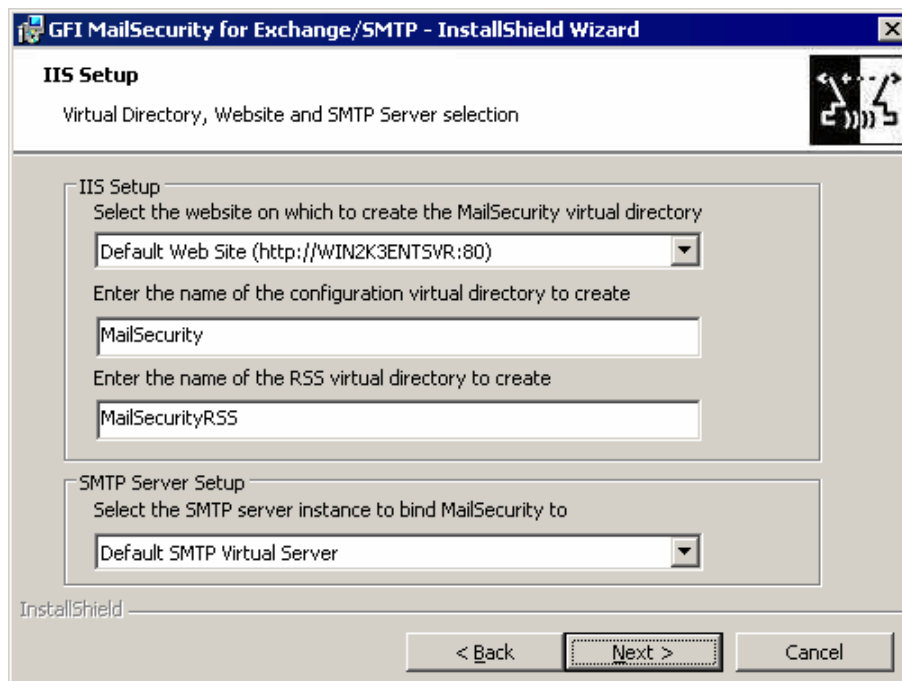 GFI MailSecurity for Exchange/SMTP - InstallShield Wizard
IIS Setup
Virtual Directory, Website and SMTP Server selection
IIS Setup
Select the website on which to create the MailSecurity virtual directory
Default Web Site (http://WIN2K3ENTSVR:80)
Enter the name of the configuration virtual directory to create
MailSecurity
Enter the name of the RSS virtual directory to create
MailSecurityRSS
SMTP Server Setup
Select the SMTP server instance to bind MailSecurity to
Default SMTP Virtual Server
InstallShield
< Back
Next >
Cancel